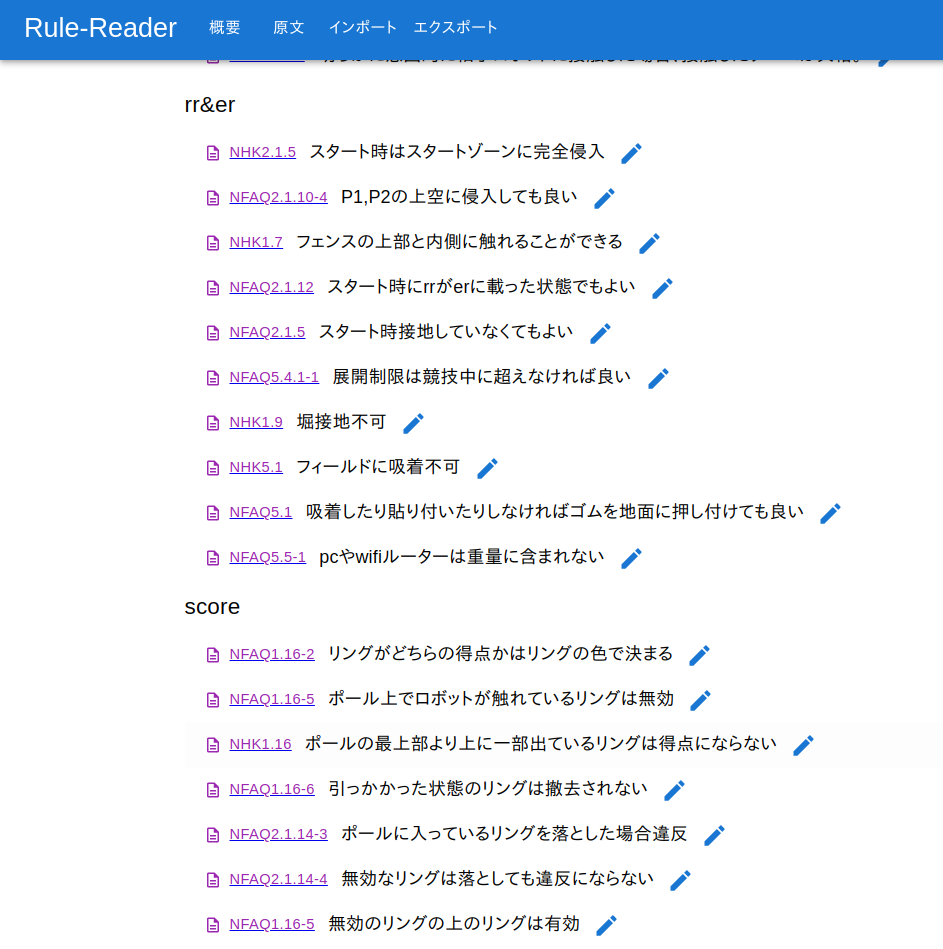 Rule-Reader 概要 原文 インポート エクスポート
rr&er
NHK2.1.5 スタート時はスタートゾーンに完全侵入
NFAQ2.1.10-4 P1,P2の上空に侵入しても良い
NHK1.7 フェンスの上部と内側に触れることができる
NFAQ2.1.12 スタート時にrrがerに載った状態でもよい
NFAQ2.1.5 スタート時接地していなくてもよい
NFAQ5.4.1-1 展開制限は競技中に超えなければ良い
NHK1.9 堀接地不可
NHK5.1 フィールドに吸着不可
NFAQ5.1 吸着したり貼り付いたりしなければゴムを地面に押し付けても良い
NFAQ5.5-1 pcやwifiルーターは重量に含まれない
score
NFAQ1.16-2 リングがどちらの得点かはリングの色で決まる
NFAQ1.16-5 ポール上でロボットが触れているリングは無効
NHK1.16 ポールの最上部より上に一部出ているリングは得点にならない
NFAQ1.16-6 引っかかった状態のリングは撤去されない
NFAQ2.1.14-3 ポールに入っているリングを落とした場合違反
NFAQ2.1.14-4 無効なリングは落としても違反にならない
NFAQ1.16-5 無効のリングの上のリングは有効